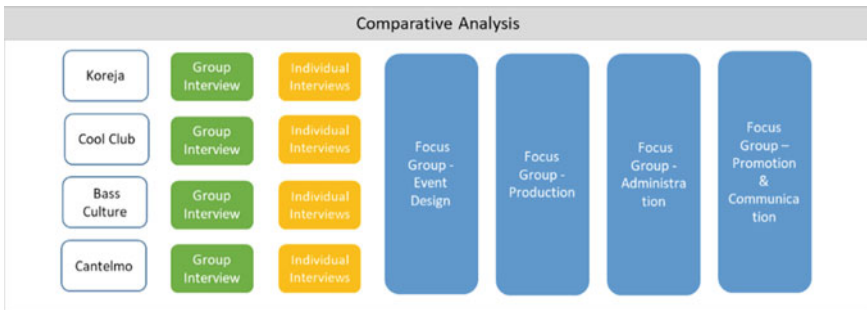 Comparative Analysis
Koreja
Group
Interview
Individual
Interviews
Cool Club
Group
Interview
Individual
Interviews
Bass
Culture
Group
Interview
Individual
Interviews
Cantelmo
Group
Interview
Individual
Interviews
Focus
Group -
Event
Design
Focus
Group -
Production
Focus
Group -
Administra
tion
Focus
Group –
Promotion
&
Communica
tion